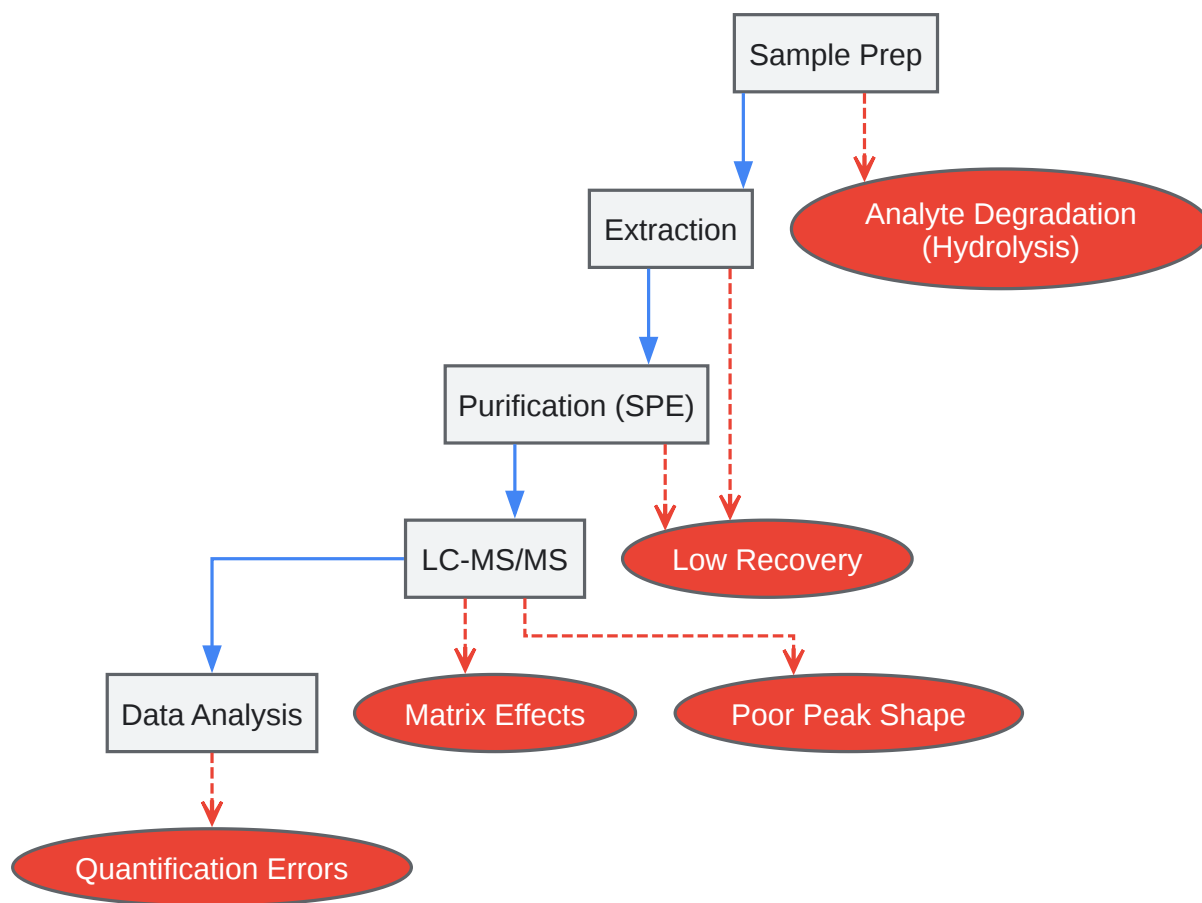 Sample Prep
Extraction
Analyte Degradation
(Hydrolysis)
Purification (SPE)
LC-MS/MS
Low Recovery
Data Analysis
Matrix Effects
Poor Peak Shape
Quantification Errors